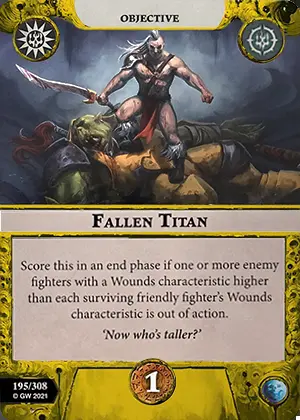 OBJECTIVE
FALLEN TITAN
Score this in an end phase if one or more enemy
fighters with a Wounds characteristic higher
than each surviving friendly fighter's Wounds
characteristic is out of action.
'Now who's taller?'
195/308
© GW 2021
1